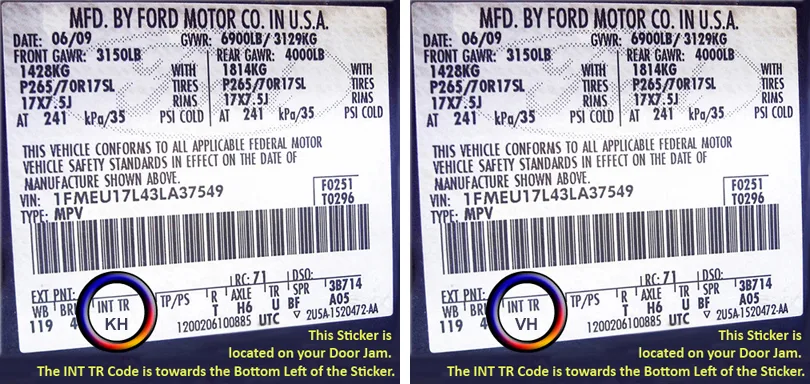 MFD. BY FORD MOTOR CO. IN U.S.A.
DATE: 06/09 GVWR: 6900LB/ 3129KG
FRONT GAWR: 3150LB REAR GAWR: 4000LB
1428KG WITH 1814KG WITH
P265/70R17SL TIRES P265/70R17SL TIRES
17X7.5J RIMS 17X7.5J RIMS
AT 241 kPa/35 PSI COLD AT 241 kPa/35 PSI COLD
THIS VEHICLE CONFORMS TO ALL APPLICABLE FEDERAL MOTOR
VEHICLE SAFETY STANDARDS IN EFFECT ON THE DATE OF
MANUFACTURE SHOWN ABOVE.
VIN: 1FMEU17L43LA37549 F0251
TYPE: MPV T0296
EXT PNT: RC: 71 DSO:
WB INT TR TP/PS R AXLE TR SPR 3B714
119 4 KH T H6 U U BF A05
1200206100885 UTC ▽ 2USA-1520472-AA
This Sticker is
located on your Door Jam.
The INT TR Code is towards the Bottom Left of the Sticker.
MFD. BY FORD MOTOR CO. IN U.S.A.
DATE: 06/09 GVWR: 6900LB/ 3129KG
FRONT GAWR: 3150LB REAR GAWR: 4000LB
1428KG WITH 1814KG WITH
P265/70R17SL TIRES P265/70R17SL TIRES
17X7.5J RIMS 17X7.5J RIMS
AT 241 kPa/35 PSI COLD AT 241 kPa/35 PSI COLD
THIS VEHICLE CONFORMS TO ALL APPLICABLE FEDERAL MOTOR
VEHICLE SAFETY STANDARDS IN EFFECT ON THE DATE OF
MANUFACTURE SHOWN ABOVE.
VIN: 1FMEU17L43LA37549 F0251
TYPE: MPV T0296
EXT PNT: RC: 71 DSO:
WB INT TR TP/PS R AXLE TR SPR 3B714
119 4 VH T H6 U U BF A05
1200206100885 UTC ▽ 2USA-1520472-AA
This Sticker is
located on your Door Jam.
The INT TR Code is towards the Bottom Left of the Sticker.